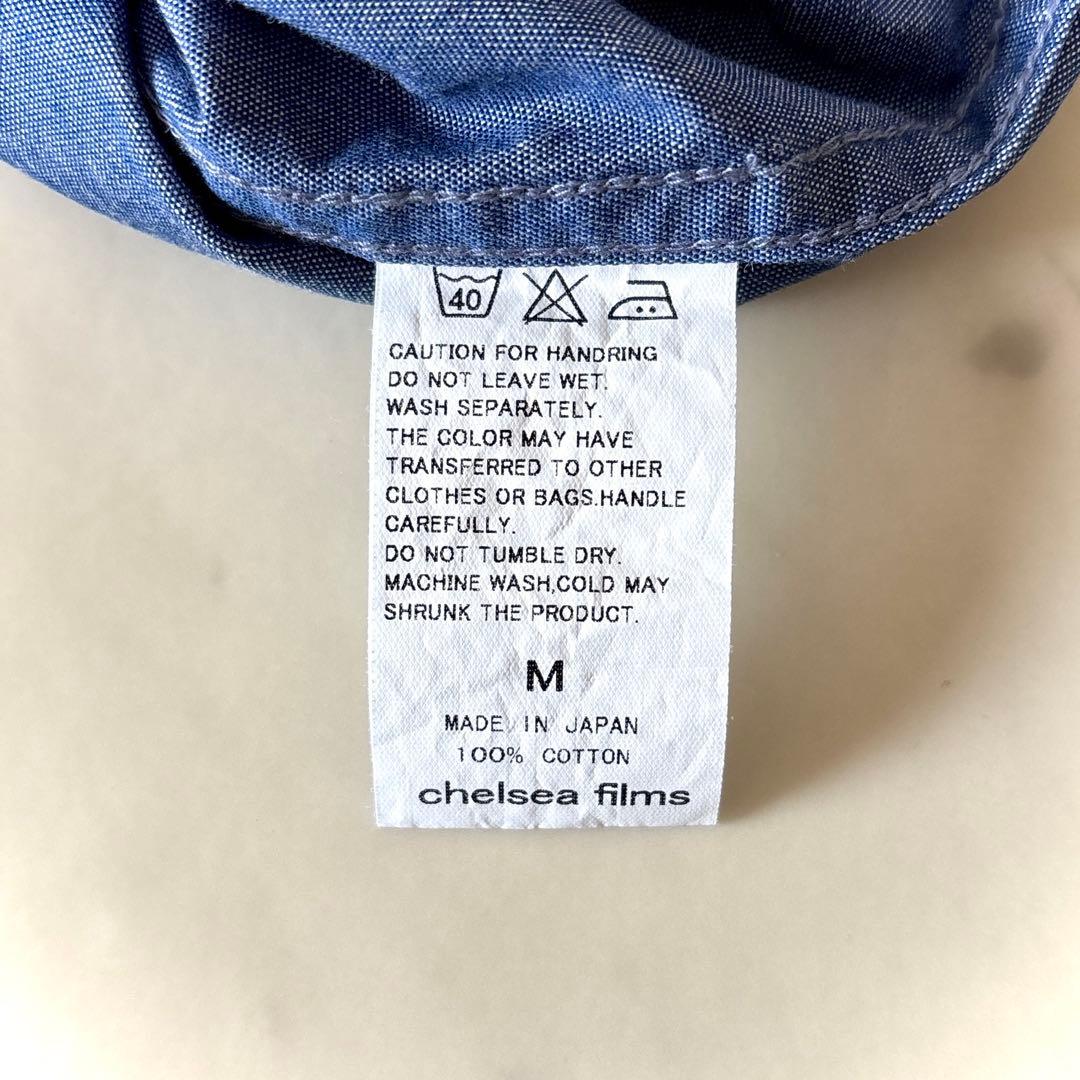 40
CAUTION FOR HANDRING
DO NOT LEAVE WET.
WASH SEPARATELY.
THE COLOR MAY HAVE
TRANSFERRED TO OTHER
CLOTHES OR BAGS.HANDLE
CAREFULLY.
DO NOT TUMBLE DRY.
MACHINE WASH,COLD MAY
SHRUNK THE PRODUCT.
M
MADE IN JAPAN
100% COTTON
chelsea films